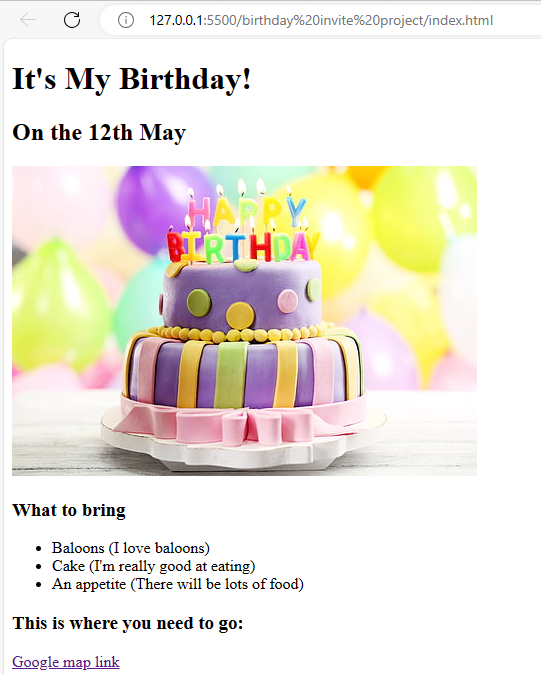 127.0.0.1:5500/birthday%20invite%20project/index.html
It's My Birthday!
On the 12th May
HAPPY
BIRTHDAY
What to bring
Baloons (I love baloons)
Cake (I'm really good at eating)
An appetite (There will be lots of food)
This is where you need to go:
Google map link